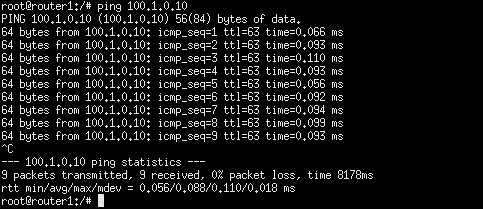 root@router1:/# ping 100.1.0.10
PING 100.1.0.10 (100.1.0.10) 56(84) bytes of data.
64 bytes from 100.1.0.10: icmp_seq=1 ttl=63 time=0.066 ms
64 bytes from 100.1.0.10: icmp_seq=2 ttl=63 time=0.093 ms
64 bytes from 100.1.0.10: icmp_seq=3 ttl=63 time=0.110 ms
64 bytes from 100.1.0.10: icmp_seq=4 ttl=63 time=0.093 ms
64 bytes from 100.1.0.10: icmp_seq=5 ttl=63 time=0.056 ms
64 bytes from 100.1.0.10: icmp_seq=6 ttl=63 time=0.092 ms
64 bytes from 100.1.0.10: icmp_seq=7 ttl=63 time=0.094 ms
64 bytes from 100.1.0.10: icmp_seq=8 ttl=63 time=0.099 ms
64 bytes from 100.1.0.10: icmp_seq=9 ttl=63 time=0.093 ms
^C
--- 100.1.0.10 ping statistics ---
9 packets transmitted, 9 received, 0% packet loss, time 8178ms
rtt min/avg/max/mdev = 0.056/0.088/0.110/0.018 ms
root@router1:/#